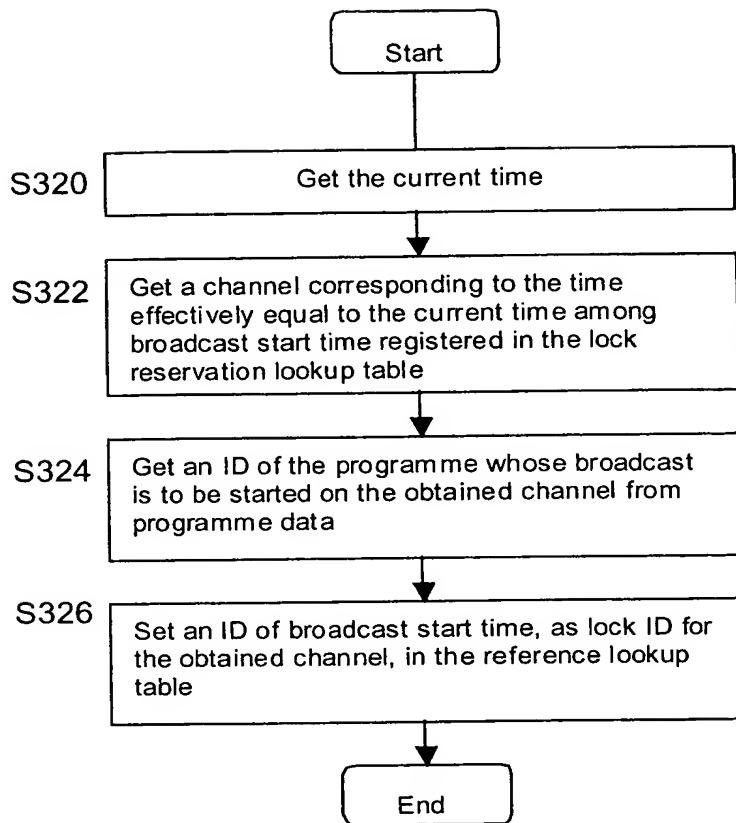 Start
S320
Get the current time
S322
Get a channel corresponding to the time
effectively equal to the current time among
broadcast start time registered in the lock
reservation lookup table
S324
Get an ID of the programme whose broadcast
is to be started on the obtained channel from
programme data
S326
Set an ID of broadcast start time, as lock ID for
the obtained channel, in the reference lookup
table
End